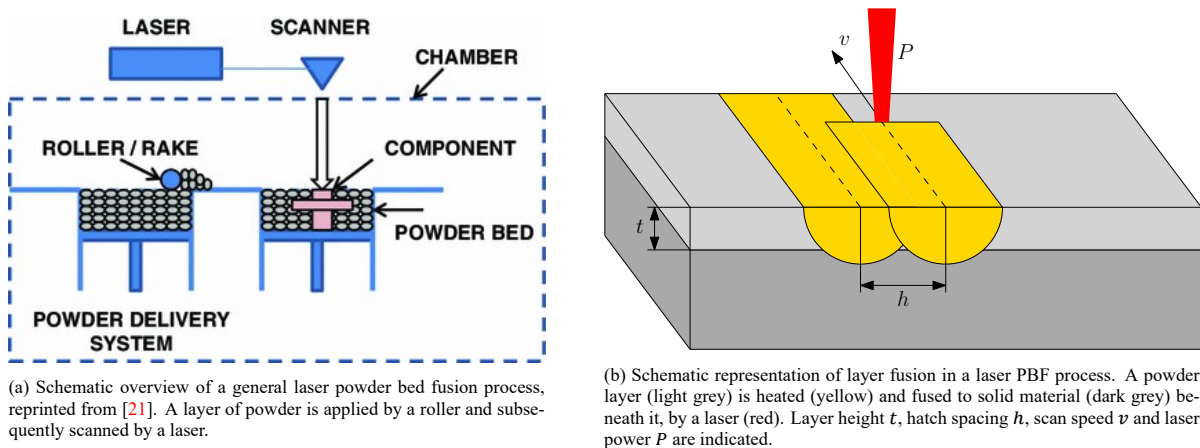 LASER
SCANNER
CHAMBER
ROLLER / RAKE
COMPONENT
POWDER BED
POWDER DELIVERY
SYSTEM
(a) Schematic overview of a general laser powder bed fusion process,
reprinted from [21]. A layer of powder is applied by a roller and subse-
quently scanned by a laser.
v
P
t
h
(b) Schematic representation of layer fusion in a laser PBF process. A powder
layer (light grey) is heated (yellow) and fused to solid material (dark grey) be-
neath it, by a laser (red). Layer height t, hatch spacing h, scan speed v and laser
power P are indicated.